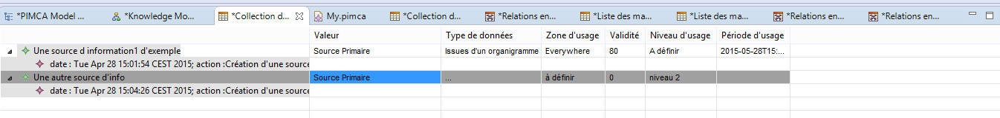 *PIMCA Model ... *Knowledge Mo... *Collection d... My.pimca *Collection d... *Relations en... *Liste des ma... *Liste des ma... *Relations en... *Relations en...
Valeur Type de données Zone d'usage Validité Niveau d'usage Période d'usage
Une source d information1 d'exemple Source Primaire Issues d'un organigramme Everywhere 80 A définir 2015-05-28T15:...
date : Tue Apr 28 15:01:54 CEST 2015; action :Création d'une source
Une autre source d'info Source Primaire ... à définir 0 niveau 2
date : Tue Apr 28 15:04:26 CEST 2015; action :Création d'une source